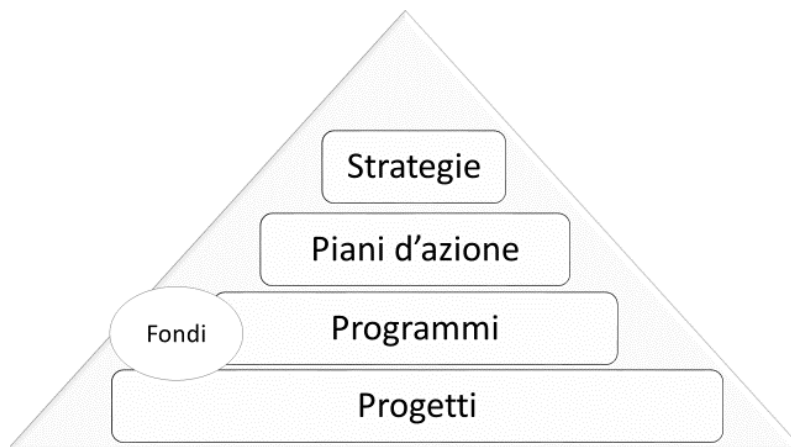 Strategie
Piani d’azione
Fondi
Programmi
Progetti